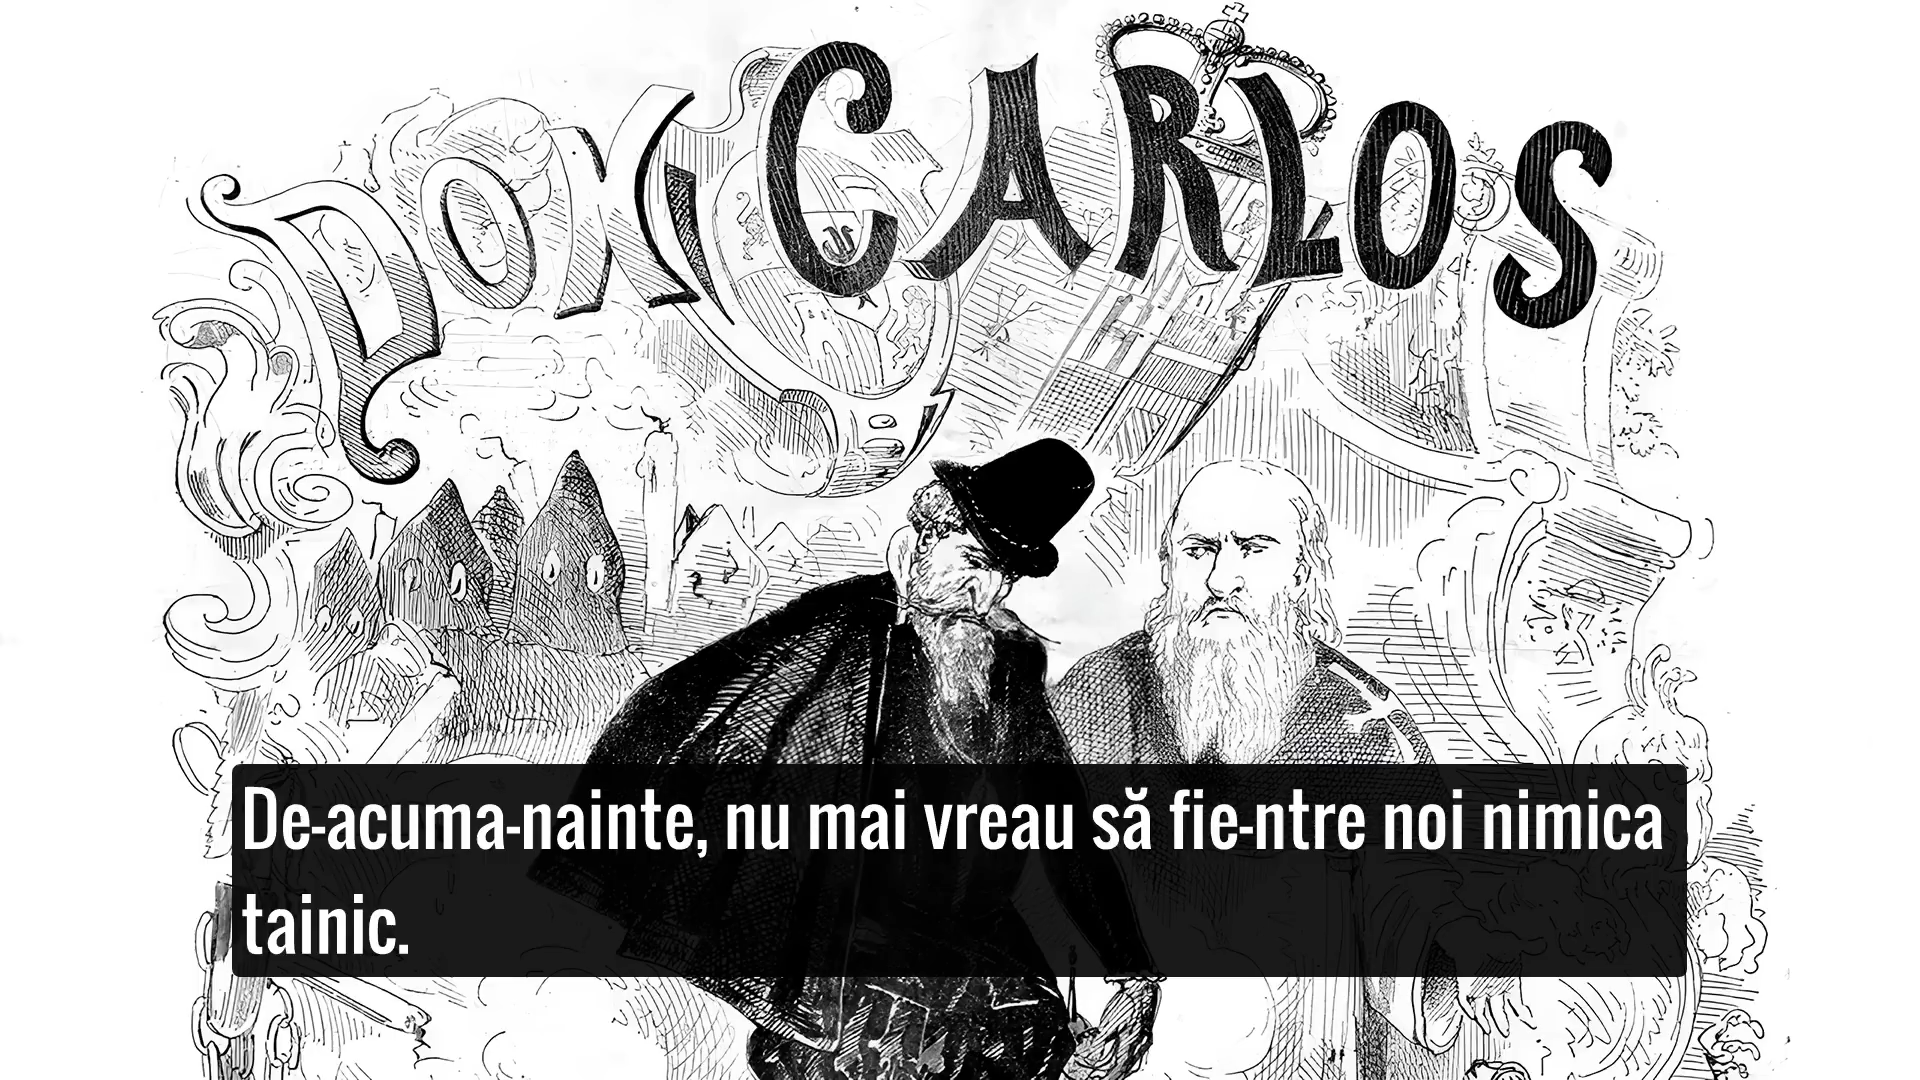 DON CARLOS
De-acuma-nainte, nu mai vreau să fie-ntre noi nimica
tainic.